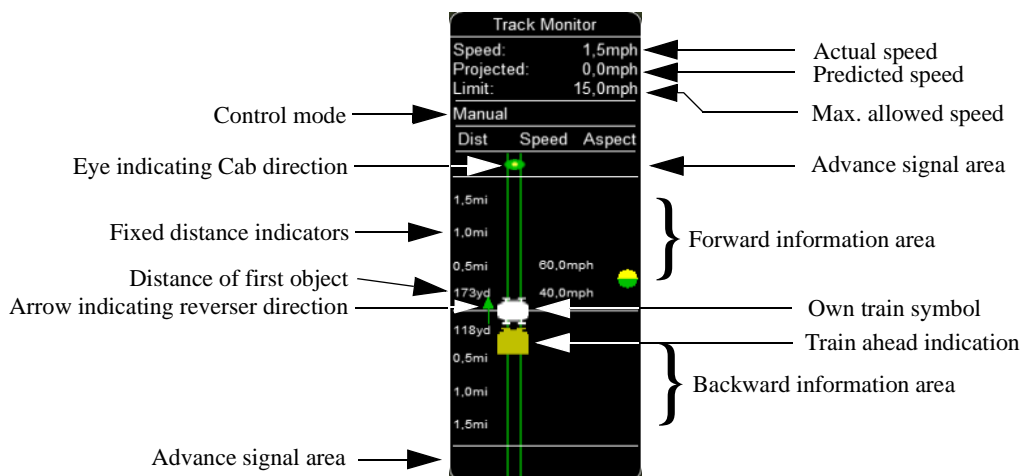 Track Monitor
Speed: 1,5mph
Projected: 0,0mph
Limit: 15,0mph
Manual
Dist Speed Aspect
1,5mi
1,0mi
0,5mi 60,0mph
173yd 40,0mph
118yd
0,5mi
1,0mi
1,5mi
Control mode
Eye indicating Cab direction
Fixed distance indicators
Distance of first object
Arrow indicating reverser direction
Advance signal area
Actual speed
Predicted speed
Max. allowed speed
Advance signal area
Forward information area
Own train symbol
Train ahead indication
Backward information area